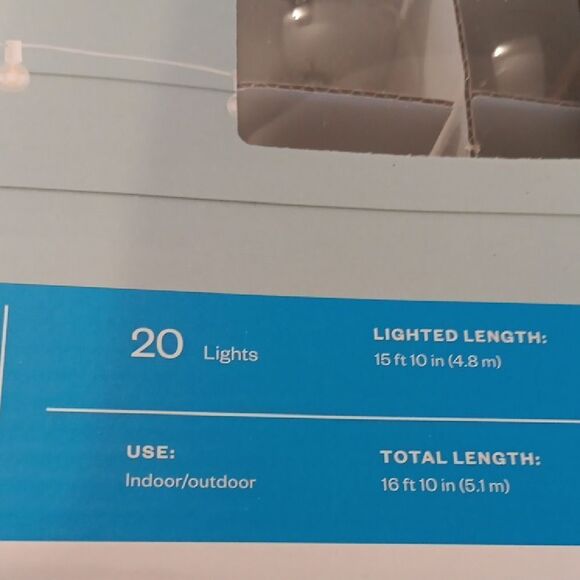 20 Lights
LIGHTED LENGTH:
15 ft 10 in (4.8 m)
USE:
Indoor/outdoor
TOTAL LENGTH:
16 ft 10 in (5.1 m)